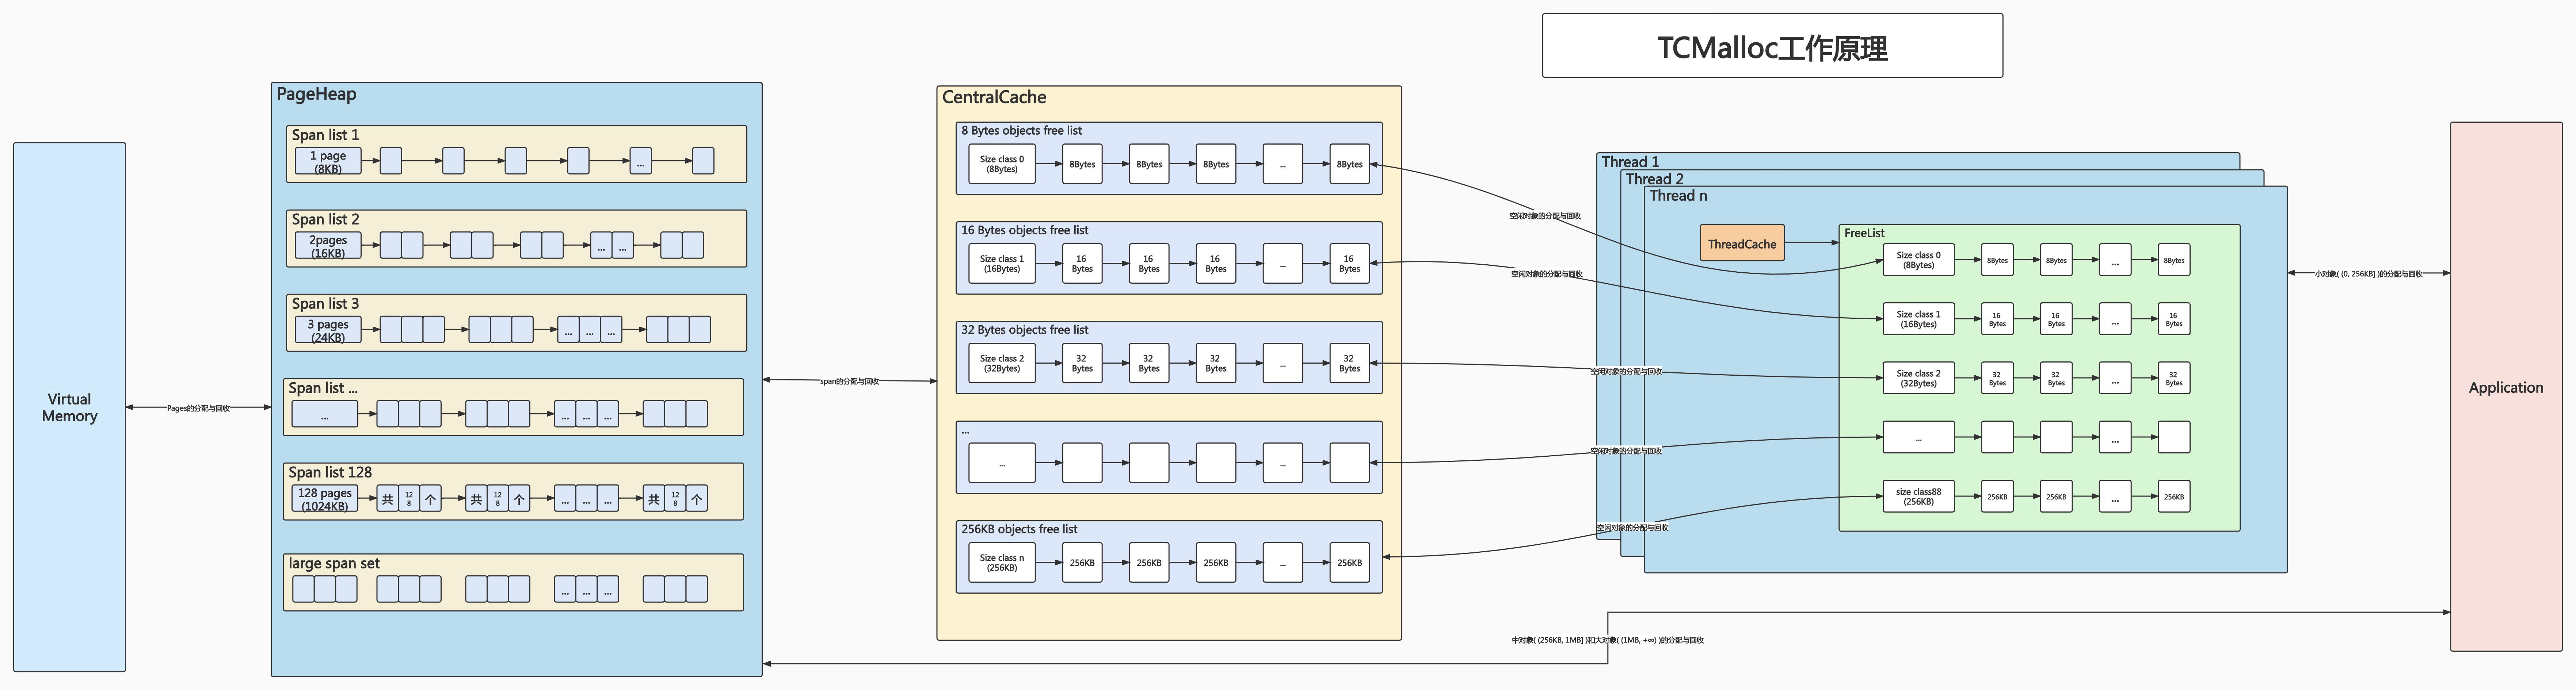 TCMalloc工作原理
Virtual
Memory
Pages的分配与回收
PageHeap
Span list 1
1 page
(8KB)
...
Span list 2
2pages
(16KB)
... ...
Span list 3
3 pages
(24KB)
... ... ...
Span list ...
...
... ... ...
Span list 128
128 pages
(1024KB)
共 128 个 共 128 个 ... ... ... 共 128 个
large span set
... ... ...
span的分配与回收
CentralCache
8 Bytes objects free list
Size class 0
(8Bytes)
8Bytes 8Bytes 8Bytes ... 8Bytes
16 Bytes objects free list
Size class 1
(16Bytes)
16 16 16 ... 16
Bytes Bytes Bytes Bytes
32 Bytes objects free list
Size class 2
(32Bytes)
32 32 32 ... 32
Bytes Bytes Bytes Bytes
...
... ...
256KB objects free list
Size class n
(256KB)
256KB 256KB 256KB ... 256KB
空闲对象的分配与回收
空闲对象的分配与回收
空闲对象的分配与回收
空闲对象的分配与回收
空闲对象的分配与回收
Thread 1
Thread 2
Thread n
ThreadCache
FreeList
Size class 0
(8Bytes)
8Bytes 8Bytes ... 8Bytes
Size class 1
(16Bytes)
16 16 ... 16
Bytes Bytes Bytes
Size class 2
(32Bytes)
32 32 ... 32
Bytes Bytes Bytes
... ...
size class88
(256KB)
256KB 256KB ... 256KB
小对象( (0, 256KB] )的分配与回收
中对象( (256KB, 1MB] )和大对象( (1MB, +∞) )的分配与回收
Application